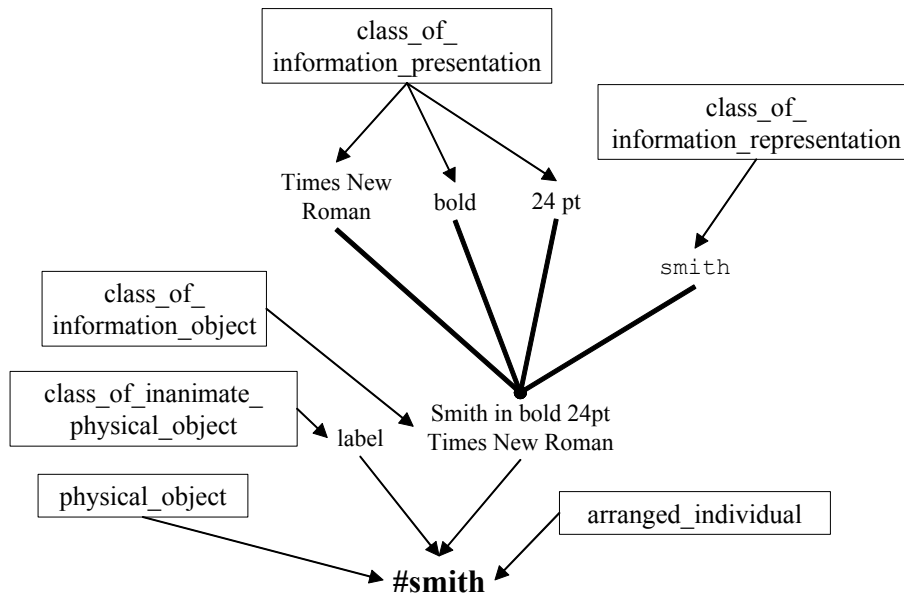 class_of_
information_presentation
class_of_
information_representation
Times New
Roman
bold
24 pt
smith
class_of_
information_object
class_of_inanimate_
physical_object
label
Smith in bold 24pt
Times New Roman
physical_object
arranged_individual
#smith